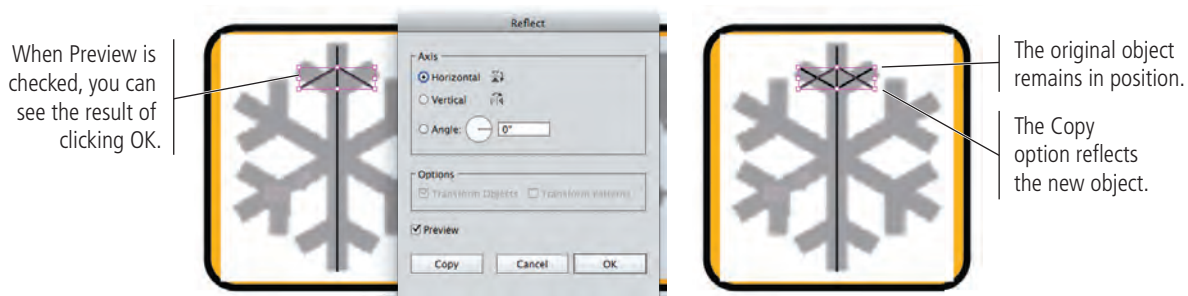 When Preview is
checked, you can
see the result of
clicking OK.
Reflect
Axis
Horizontal
Vertical
Angle: 0°
Options
Transform Objects Transform Patterns
Preview
Copy Cancel OK
The original object
remains in position.
The Copy
option reflects
the new object.